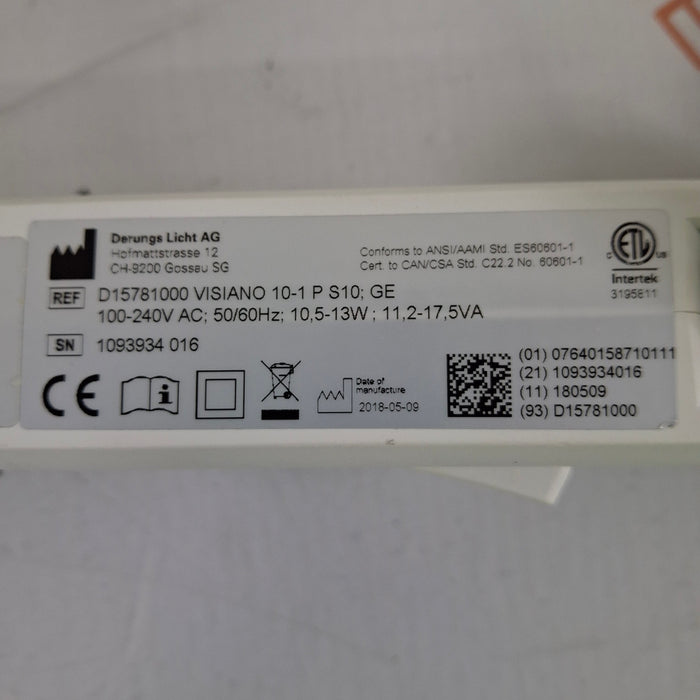 Derungs Licht AG
Hofmattstrasse 12
CH-9200 Gossau SG
Conforms to ANSI/AAMI Std. ES60601-1
Cert. to CAN/CSA Std. C22.2 No. 60601-1
C ETL US
Intertek
3195811
REF D15781000 VISIANO 10-1 P S10; GE
100-240V AC; 50/60Hz; 10,5-13W ; 11,2-17,5VA
SN 1093934 016
CE
Date of
manufacture
2018-05-09
(01) 07640158710111
(21) 1093934016
(11) 180509
(93) D15781000